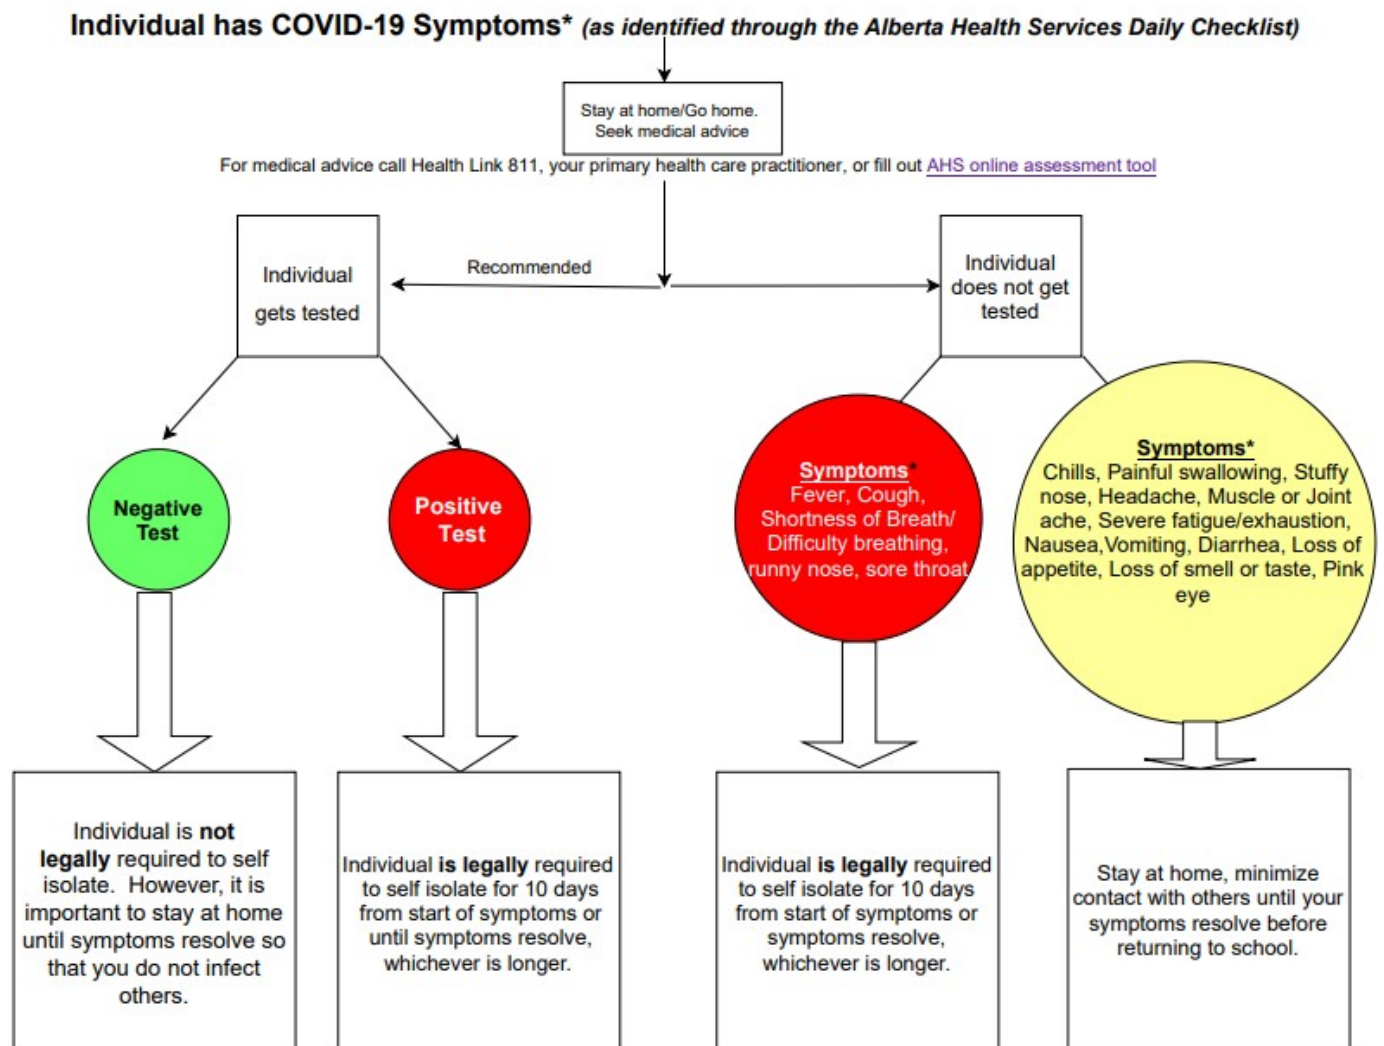 Individual has COVID-19 Symptoms* (as identified through the Alberta Health Services Daily Checklist)
Stay at home/Go home.
Seek medical advice
For medical advice call Health Link 811, your primary health care practitioner, or fill out AHS online assessment tool
Individual
gets tested
Recommended
Individual
does not get
tested
Negative
Test
Positive
Test
Symptoms*
Fever, Cough,
Shortness of Breath/
Difficulty breathing,
runny nose, sore throat
Symptoms*
Chills, Painful swallowing, Stuffy
nose, Headache, Muscle or Joint
ache, Severe fatigue/exhaustion,
Nausea,Vomiting, Diarrhea, Loss of
appetite, Loss of smell or taste, Pink
eye
Individual is not
legally required to self
isolate. However, it is
important to stay at home
until symptoms resolve so
that you do not infect
others.
Individual is legally required
to self isolate for 10 days
from start of symptoms or
until symptoms resolve,
whichever is longer.
Individual is legally required
to self isolate for 10 days
from start of symptoms or
symptoms resolve,
whichever is longer.
Stay at home, minimize
contact with others until your
symptoms resolve before
returning to school.